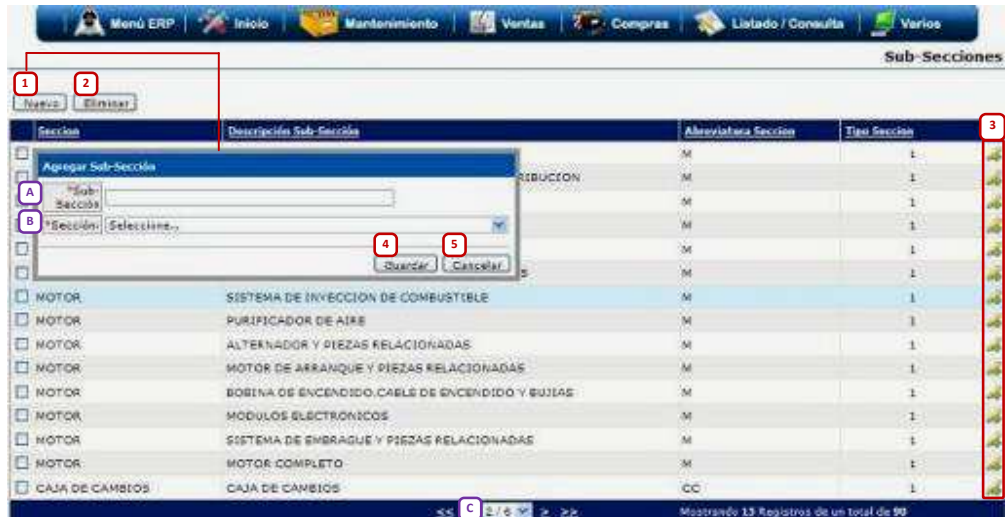 Menú ERP | Inicio | Mantenimiento | Ventas | Compras | Listado / Consulta | Varios
Sub-Secciones
1 2
Nuevo Eliminar
3
Seccion Descripción Sub-Sección Abreviatura Seccion Tipo Seccion
M 1
Agregar Sub-Sección
RIBUCION M 1
A *Sub-Sección
M 1
B *Sección: Seleccione.. M 1
4 5 M 1
Guardar Cancelar
S M 1
MOTOR SISTEMA DE INYECCION DE COMBUSTIBLE M 1
MOTOR PURIFICADOR DE AIRE M 1
MOTOR ALTERNADOR Y PIEZAS RELACIONADAS M 1
MOTOR MOTOR DE ARRANQUE Y PIEZAS RELACIONADAS M 1
MOTOR BOBINA DE ENCENDIDO,CABLE DE ENCENDIDO Y BUJIAS M 1
MOTOR MODULOS ELECTRONICOS M 1
MOTOR SISTEMA DE EMBRAGUE Y PIEZAS RELACIONADAS M 1
MOTOR MOTOR COMPLETO M 1
CAJA DE CAMBIOS CAJA DE CAMBIOS CC 1
<< C 2 / 6 > >> Mostrando 15 Registros de un total de 90